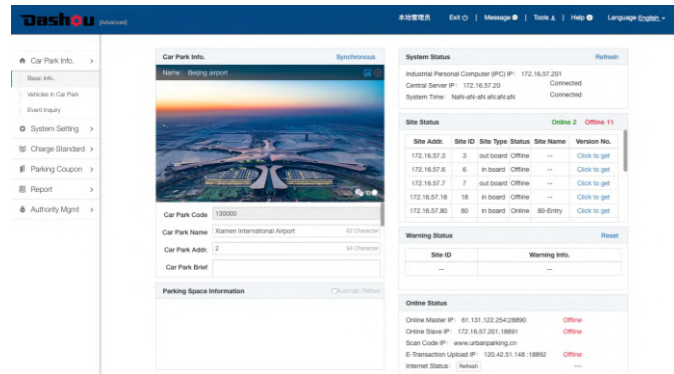 Dashou [Advanced]
本地管理员 Exit | Message | Tools | Help Language English
Car Park Info. >
Basic Info.
Vehicles in Car Park
Event Inquiry
System Setting >
Charge Standard >
Parking Coupon >
Report >
Authority Mgmt >
Car Park Info. Synchronous
Name: Beijing airport
Car Park Code 130000
Car Park Name Xiamen International Airport 62 Character
Car Park Addr. 2 94 Character
Car Park Brief
Parking Space Information Automatic Refresh
System Status Refresh
Industrial Personal Computer (IPC) IP: 172.16.57.201
Central Server IP: 172.16.57.20 Connected
System Time: NaN-aN-aN aN:aN:aN Connected
Site Status Online 2 Offline 11
Site Addr. Site ID Site Type Status Site Name Version No.
172.16.57.3 3 out board Offline -- Click to get
172.16.57.6 6 in board Offline -- Click to get
172.16.57.7 7 out board Offline -- Click to get
172.16.57.18 18 in board Offline -- Click to get
172.16.57.80 80 in board Online 80-Entry Click to get
Warning Status Reset
Site ID Warning Info.
-- --
Online Status
Online Master IP: 61.131.122.254:28890 Offline
Online Slave IP: 172.16.57.201.18891 Offline
Scan Code IP: www.urbanparking.cn
E-Transaction Upload IP: 120.42.51.148 :18892 Offline
Internet Status: Refresh ---